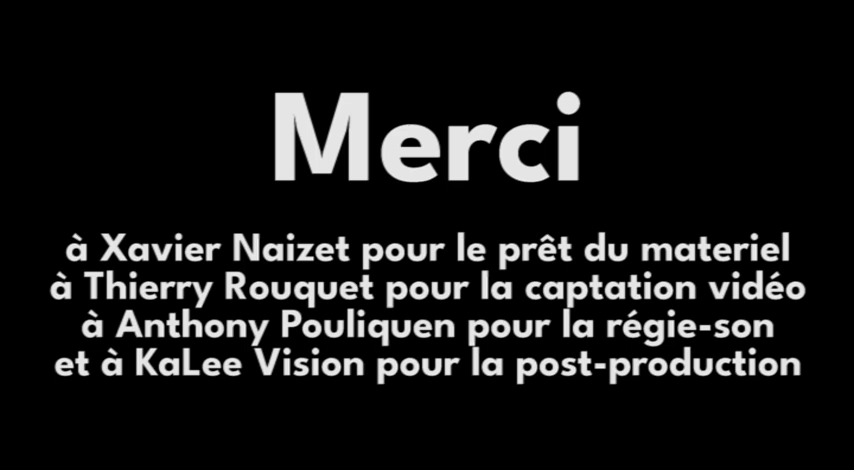 Merci
à Xavier Naizet pour le prêt du materiel
à Thierry Rouquet pour la captation vidéo
à Anthony Pouliquen pour la régie-son
et à KaLee Vision pour la post-production